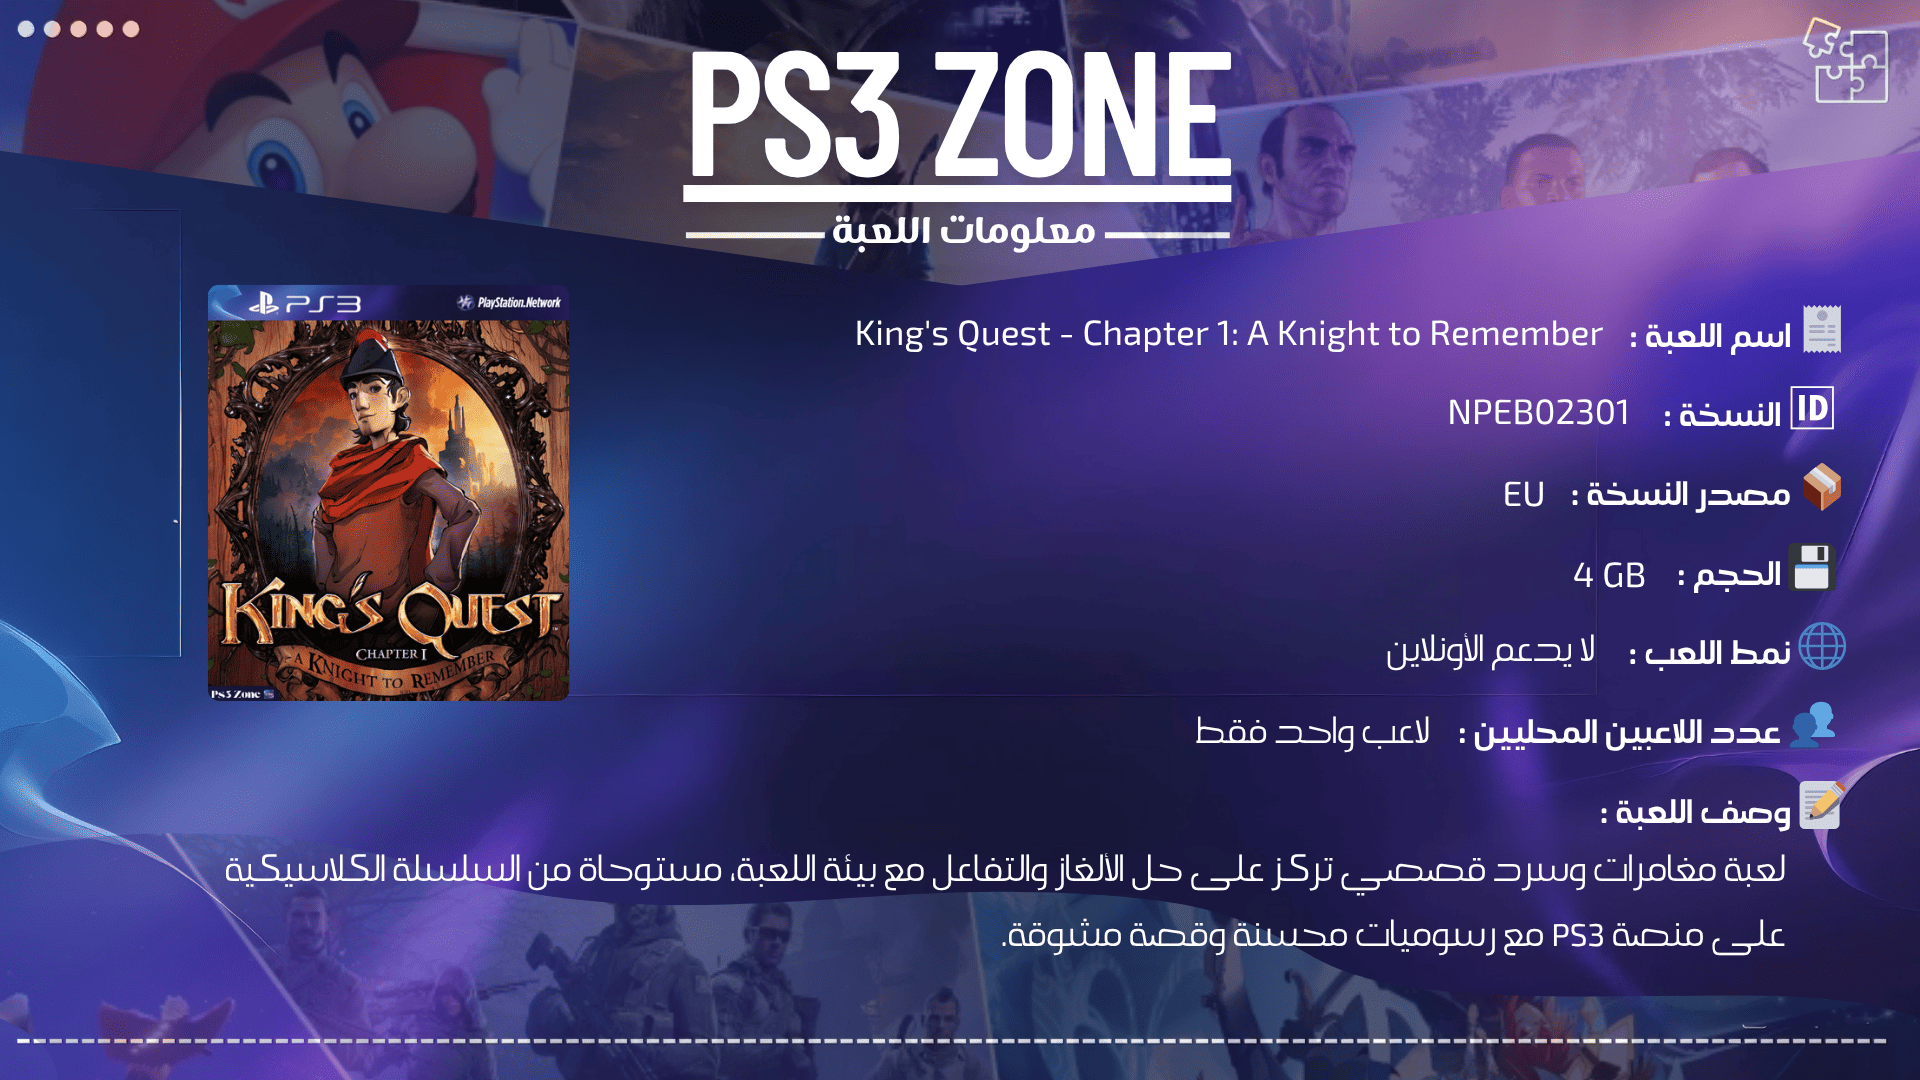 PS3 ZONE
معلومات اللعبة
PS3 PlayStation.Network
KING'S QUEST
CHAPTER I
A KNIGHT TO REMEMBER
Ps3 Zone
اسم اللعبة : King's Quest - Chapter 1: A Knight to Remember
ID النسخة : NPEB02301
مصدر النسخة : EU
الحجم : 4 GB
نمط اللعب : لا يدعم الأونلاين
عدد اللاعبين المحليين : لاعب واحد فقط
وصف اللعبة :
لعبة مغامرات وسرد قصصي تركز على حل الألغاز والتفاعل مع بيئة اللعبة، مستوحاة من السلسلة الكلاسيكية
على منصة PS3 مع رسوميات محسنة وقصة مشوقة.